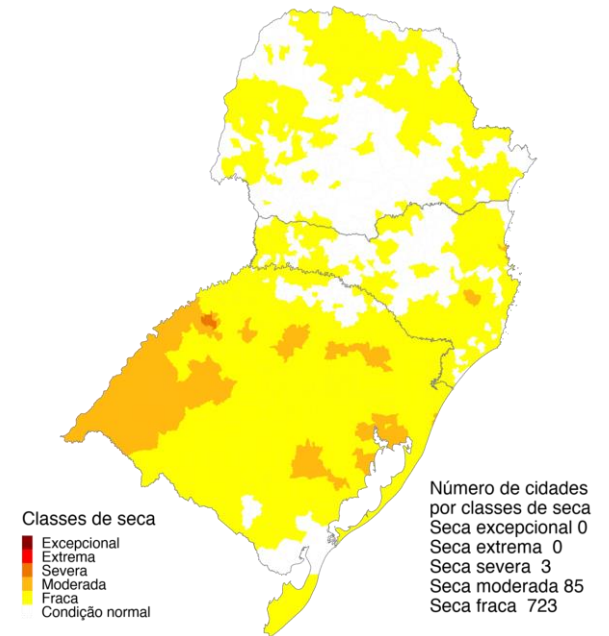 Classes de seca
Excepcional
Extrema
Severa
Moderada
Fraca
Condição normal
Número de cidades
por classes de seca
Seca excepcional 0
Seca extrema 0
Seca severa 3
Seca moderada 85
Seca fraca 723